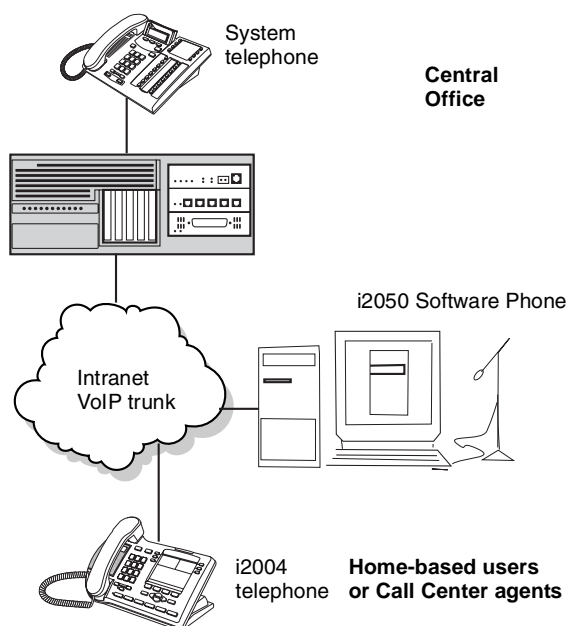 System
telephone
Central
Office
i2050 Software Phone
Intranet
VoIP trunk
i2004
telephone
Home-based users
or Call Center agents